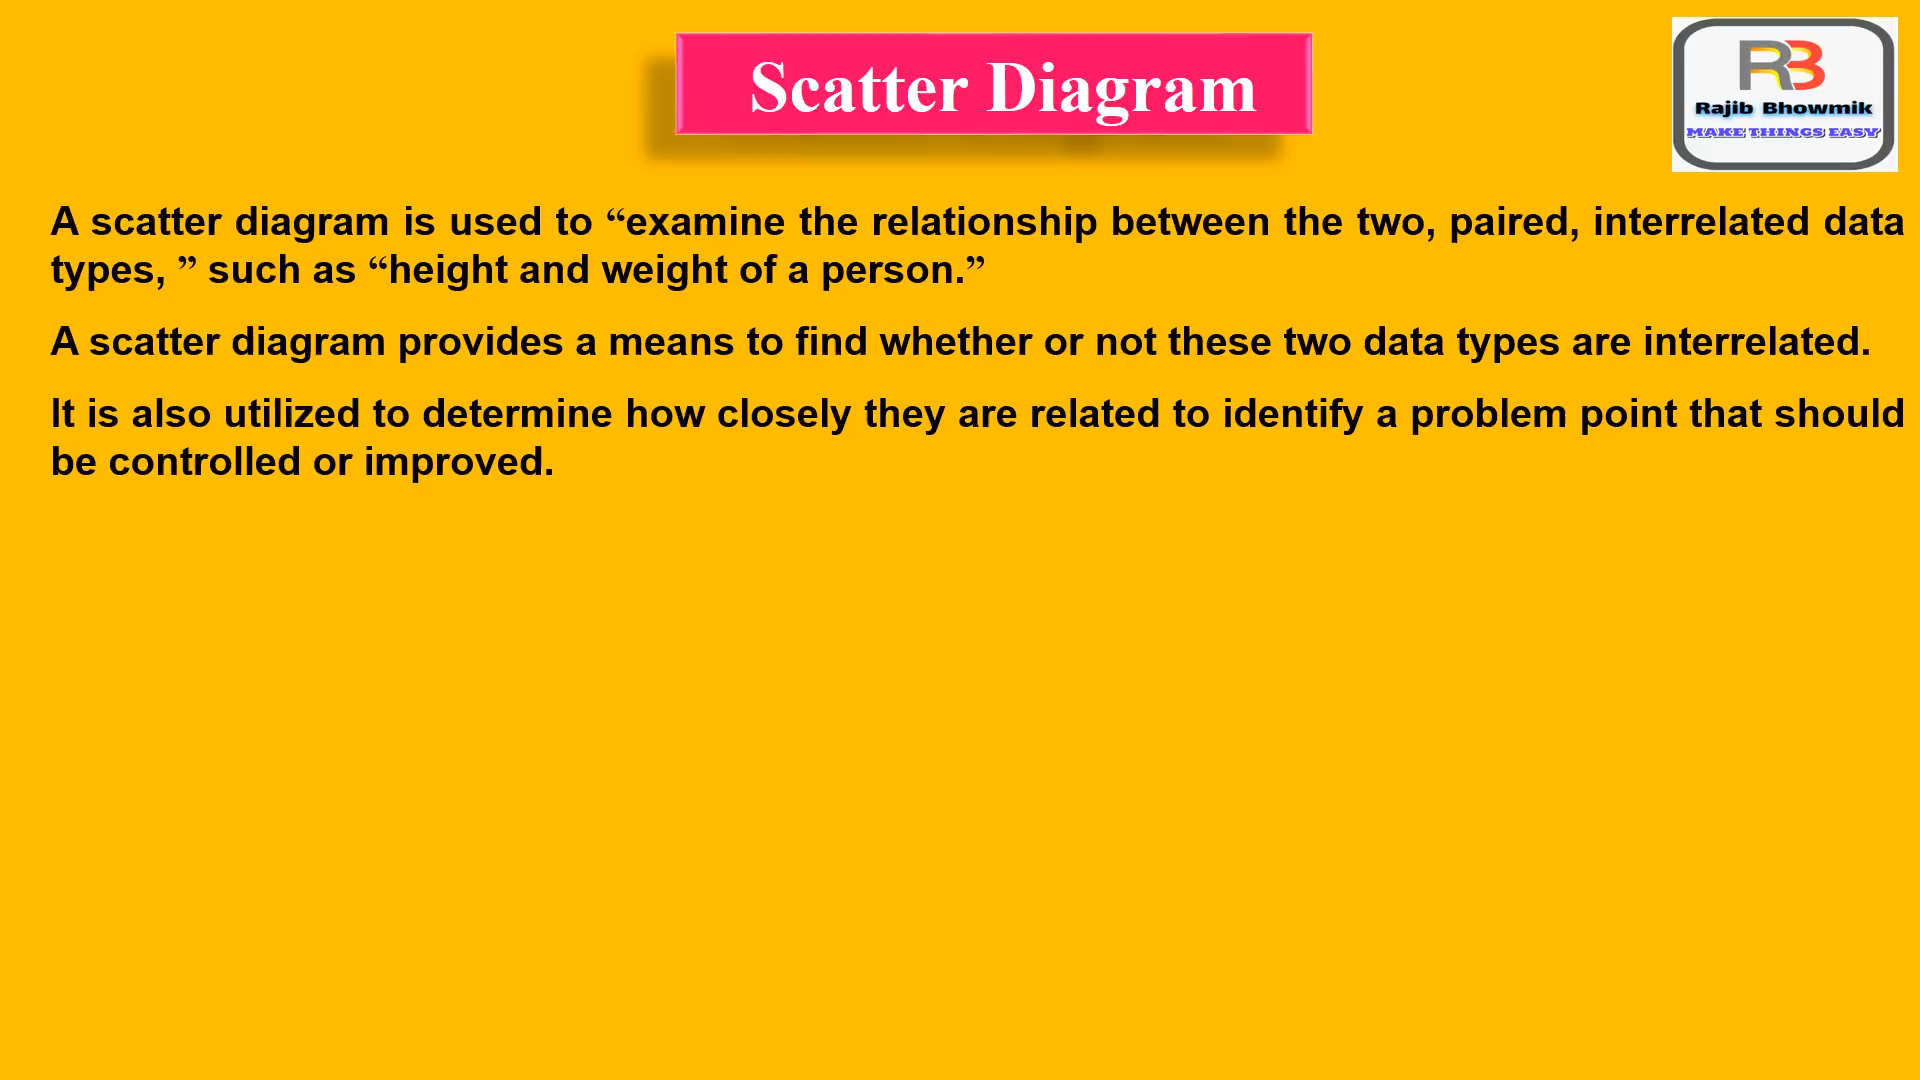 Scatter Diagram
RB
Rajib Bhowmik
MAKE THINGS EASY
A scatter diagram is used to “examine the relationship between the two, paired, interrelated data
types, ” such as “height and weight of a person.”
A scatter diagram provides a means to find whether or not these two data types are interrelated.
It is also utilized to determine how closely they are related to identify a problem point that should
be controlled or improved.